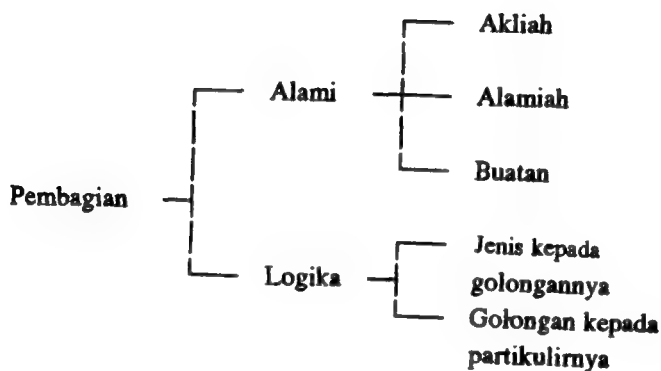 Akliah
Alami
Alamiah
Buatan
Pembagian
Jenis kepada
Logika
golongannya
Golongan kepada
partikulirnya